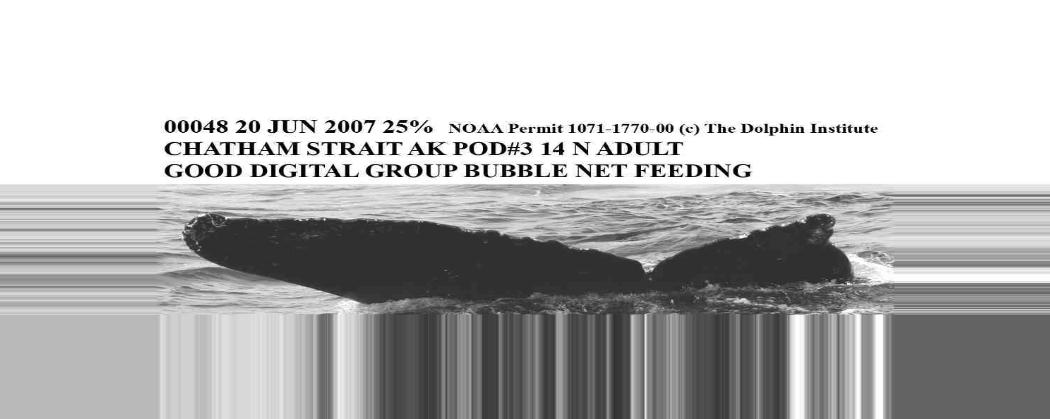 00048 20 JUN 2007 25% NOAA Permit 1071-1770-00 (c) The Dolphin Institute
CHATHAM STRAIT AK POD#3 14 N ADULT
GOOD DIGITAL GROUP BUBBLE NET FEEDING